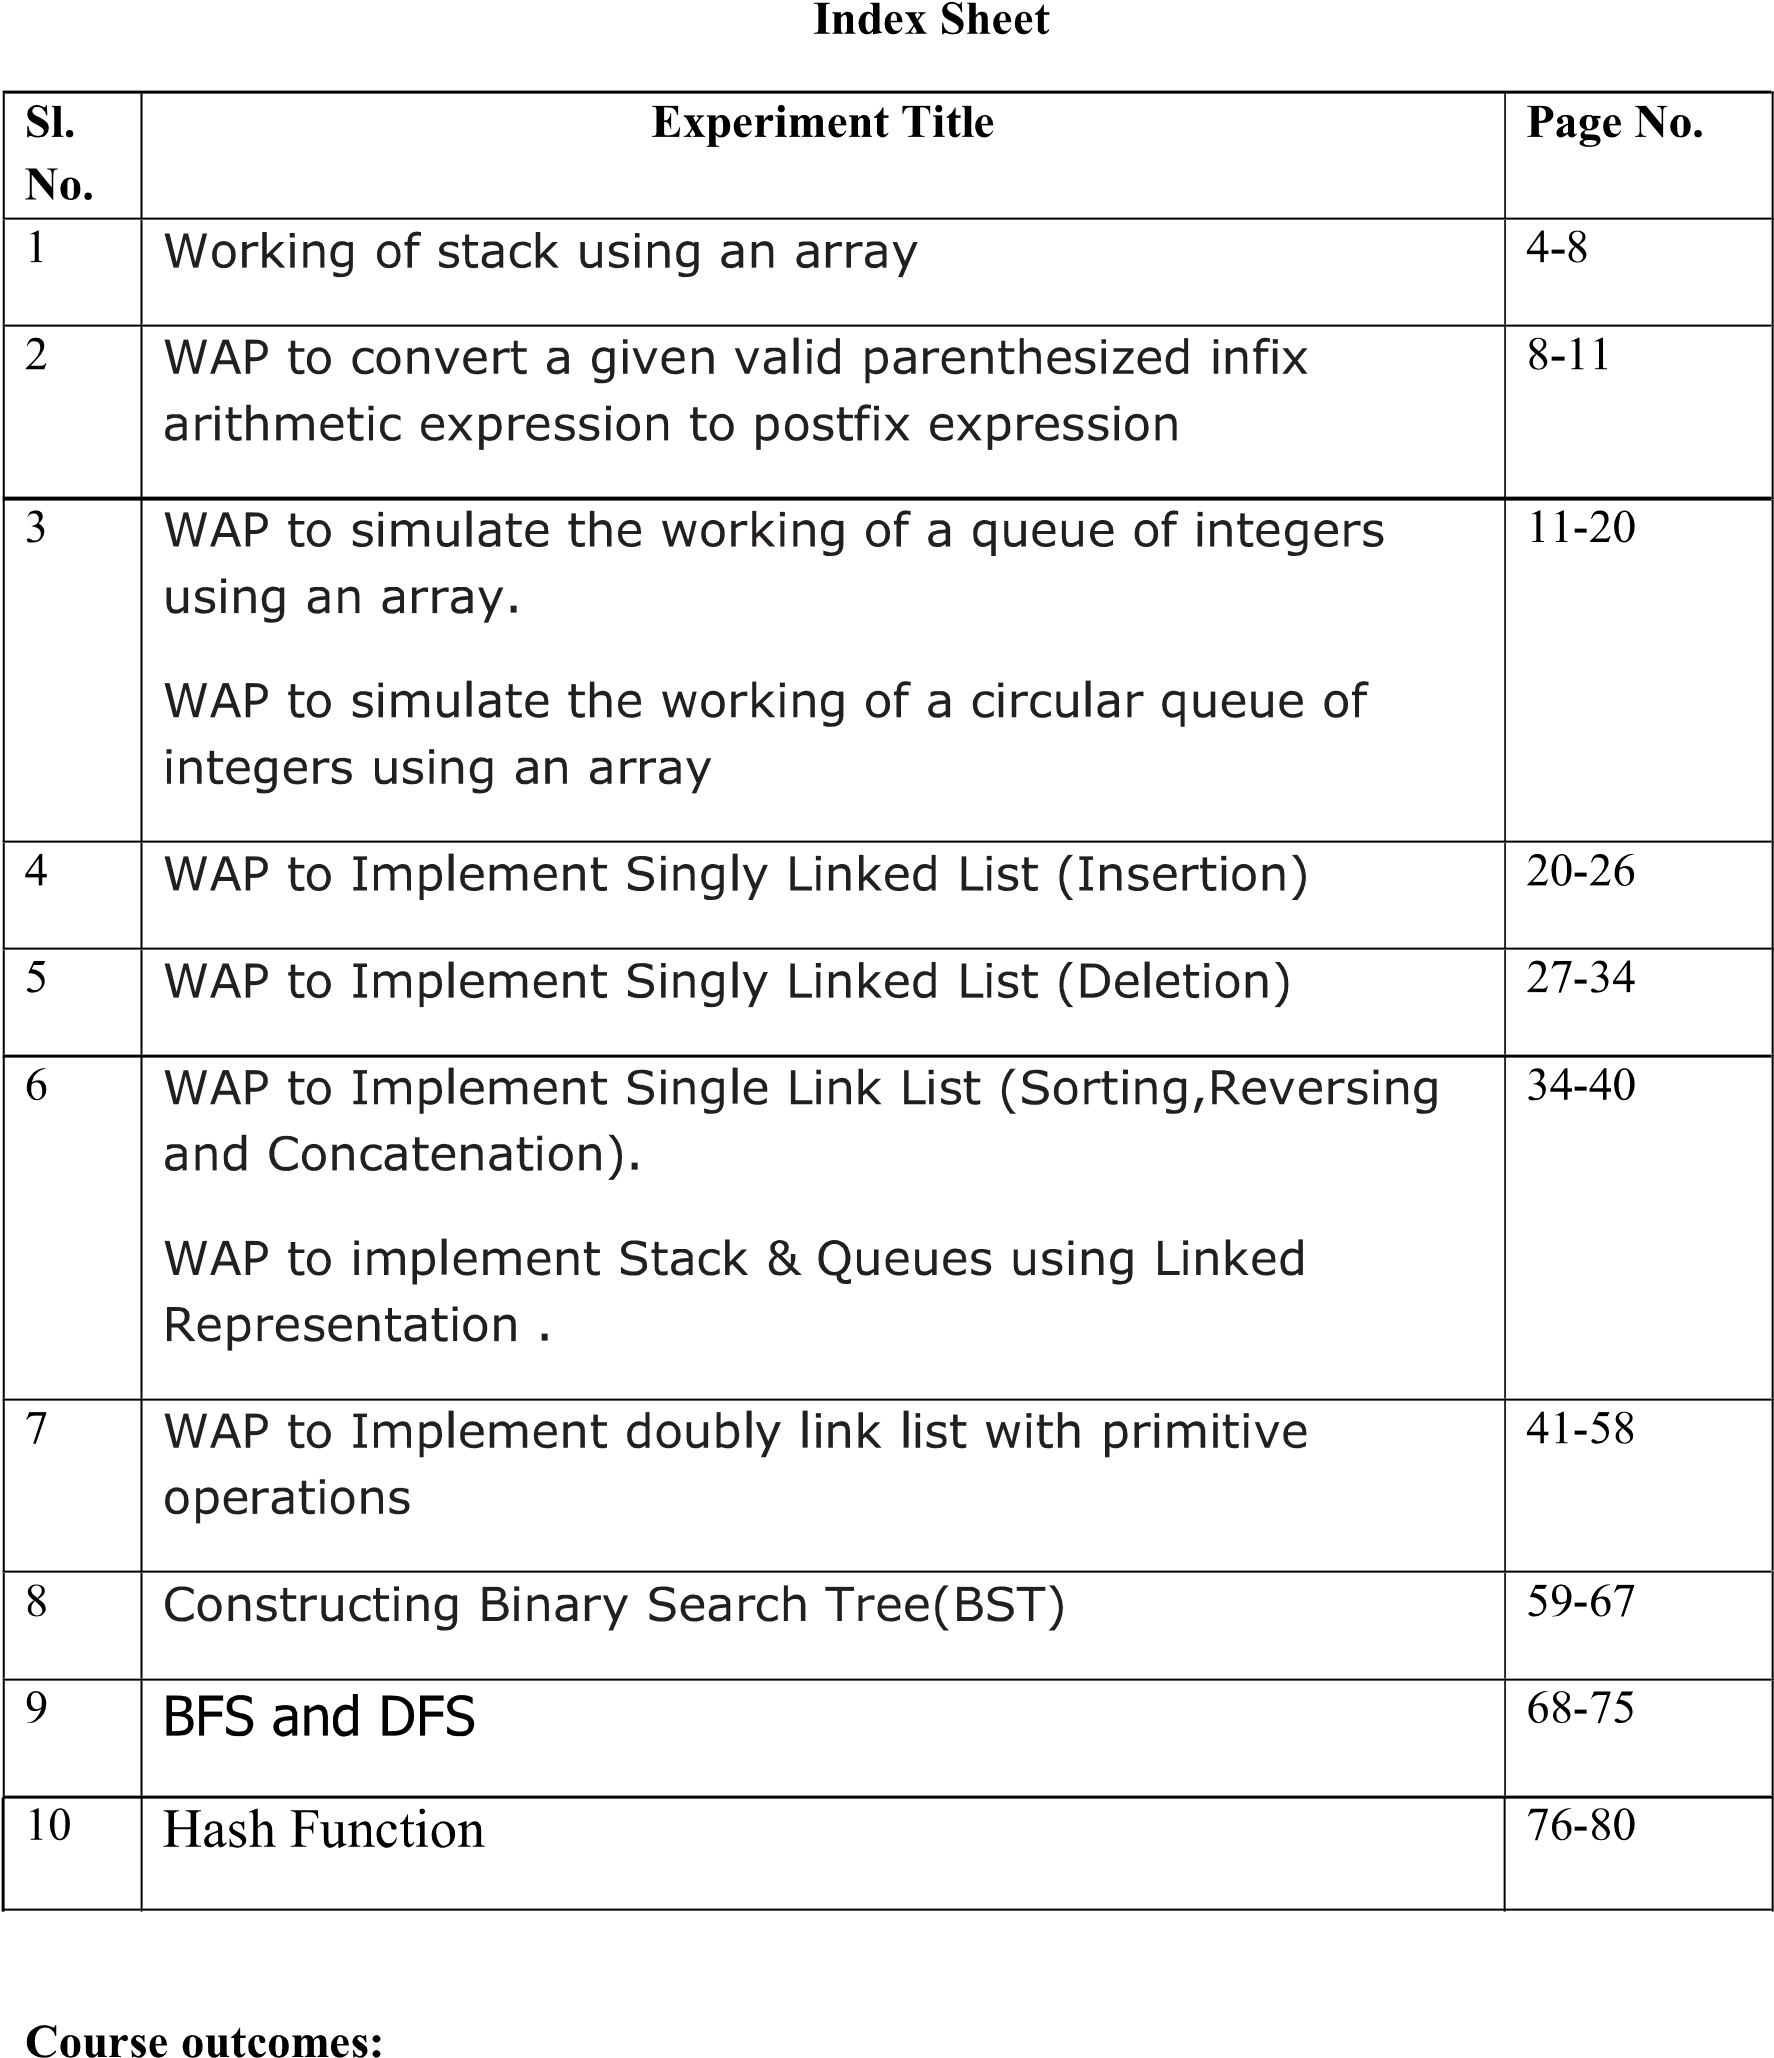 Index Sheet
Sl. Experiment Title Page No.
No.
1 Working of stack using an array 4-8
2 WAP to convert a given valid parenthesized infix 8-11
arithmetic expression to postfix expression
3 WAP to simulate the working of a queue of integers 11-20
using an array.
WAP to simulate the working of a circular queue of
integers using an array
4 WAP to Implement Singly Linked List (Insertion) 20-26
5 WAP to Implement Singly Linked List (Deletion) 27-34
6 WAP to Implement Single Link List (Sorting,Reversing 34-40
and Concatenation).
WAP to implement Stack & Queues using Linked
Representation .
7 WAP to Implement doubly link list with primitive 41-58
operations
8 Constructing Binary Search Tree(BST) 59-67
9 BFS and DFS 68-75
10 Hash Function 76-80
Course outcomes: